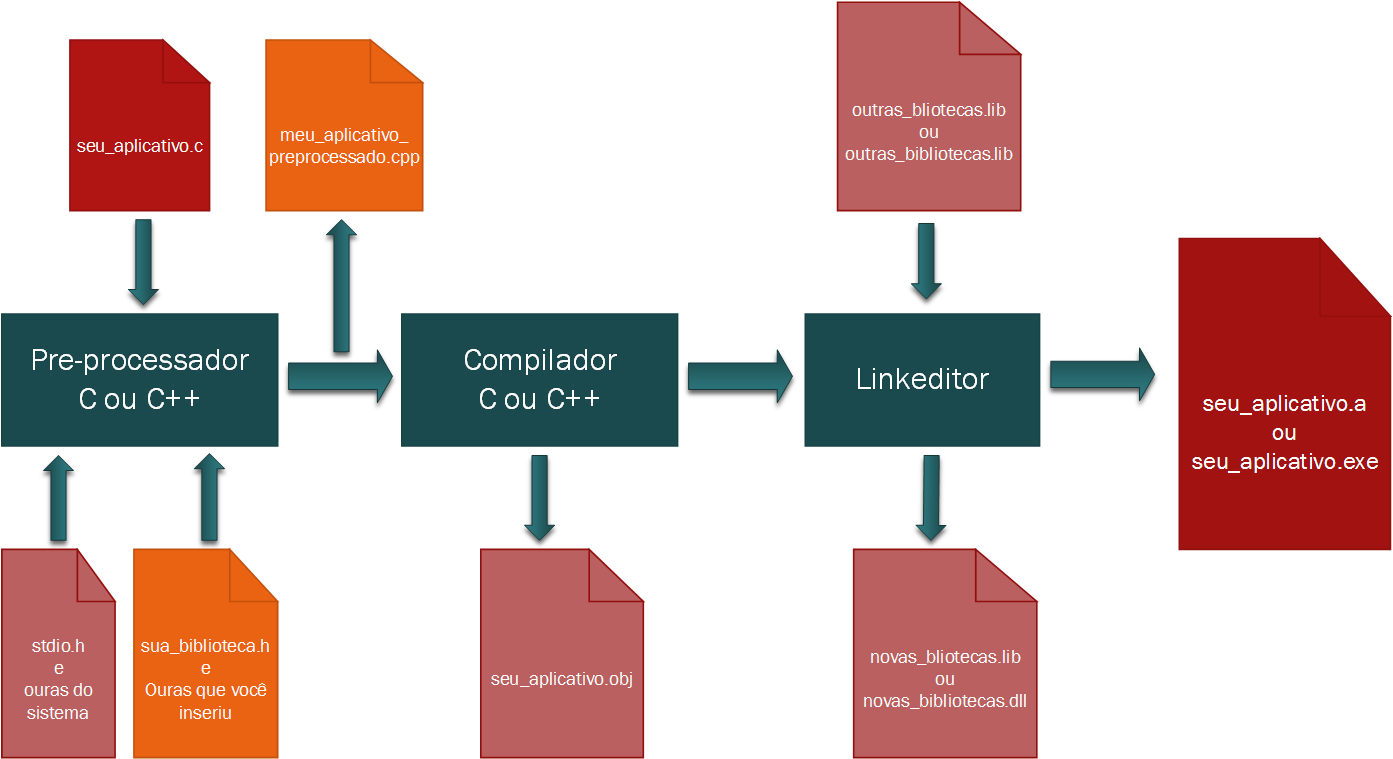 seu_aplicativo.c
meu_aplicativo_
preprocessado.cpp
outras_bliotecas.lib
ou
outras_bibliotecas.lib
Pre-processador
C ou C++
Compilador
C ou C++
Linkeditor
seu_aplicativo.a
ou
seu_aplicativo.exe
stdio.h
e
ouras do
sistema
sua_biblioteca.h
e
Ouras que você
inseriu
seu_aplicativo.obj
novas_bliotecas.lib
ou
novas_bibliotecas.dll